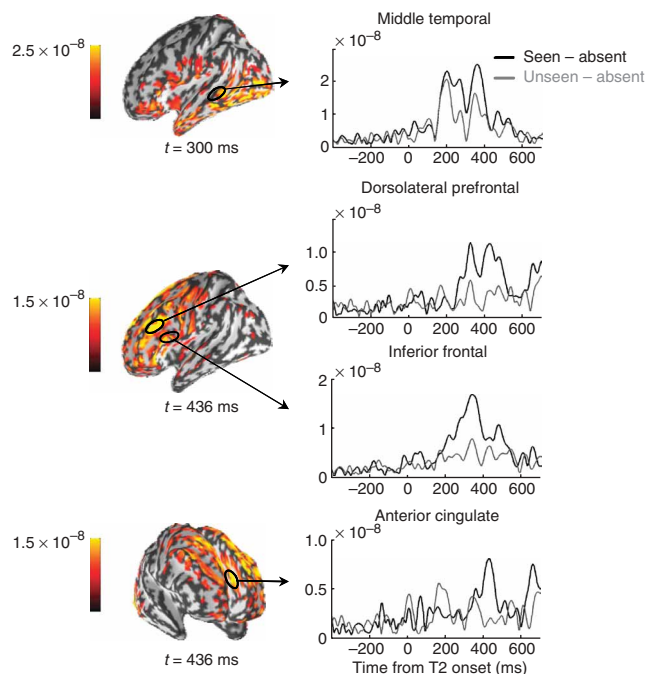 Middle temporal
× 10⁻⁸
2.5 × 10⁻⁸
2
1
0
Seen – absent
Unseen – absent
–200 0 200 400 600
t = 300 ms
Dorsolateral prefrontal
× 10⁻⁸
1.0
0.5
0
1.5 × 10⁻⁸
–200 0 200 400 600
t = 436 ms
Inferior frontal
× 10⁻⁸
2
1
0
–200 0 200 400 600
Anterior cingulate
× 10⁻⁸
1.5 × 10⁻⁸
1.0
0.5
0
–200 0 200 400 600
t = 436 ms
Time from T2 onset (ms)